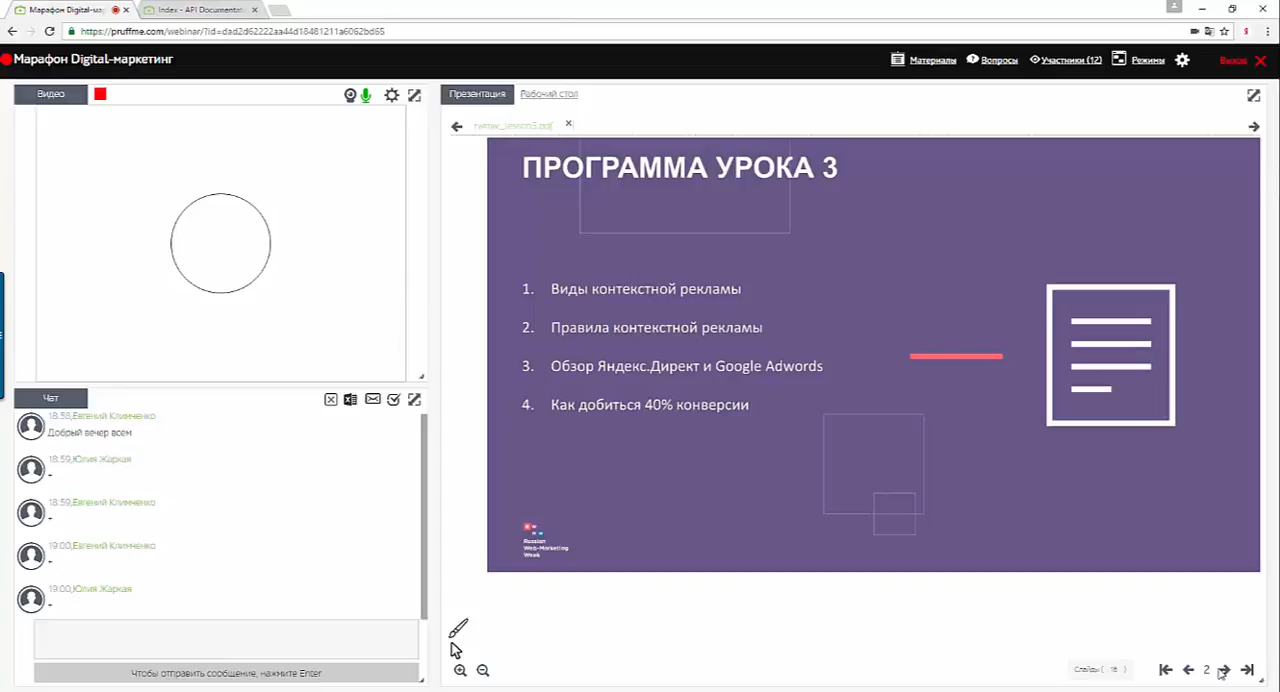 Марафон Digital-ма
Index - API Documentat
https://pruffme.com/webinar/?id=dad2d62222aa44d18481211a6062bd65
Марафон Digital-маркетинг
Материалы
Вопросы
Участники (12)
Режимы
Выход
Видео
Презентация
Рабочий стол
ПРОГРАММА УРОКА 3
1. Виды контекстной рекламы
2. Правила контекстной рекламы
3. Обзор Яндекс.Директ и Google Adwords
4. Как добиться 40% конверсии
Russian
Web-Marketing
Week
Чат
18:58,Евгений Климченко
Добрый вечер всем
18:59,Юлия Жаркая
18:59,Евгений Климченко
19:00,Евгений Климченко
19:00,Юлия Жаркая
Чтобы отправить сообщение, нажмите Enter
2